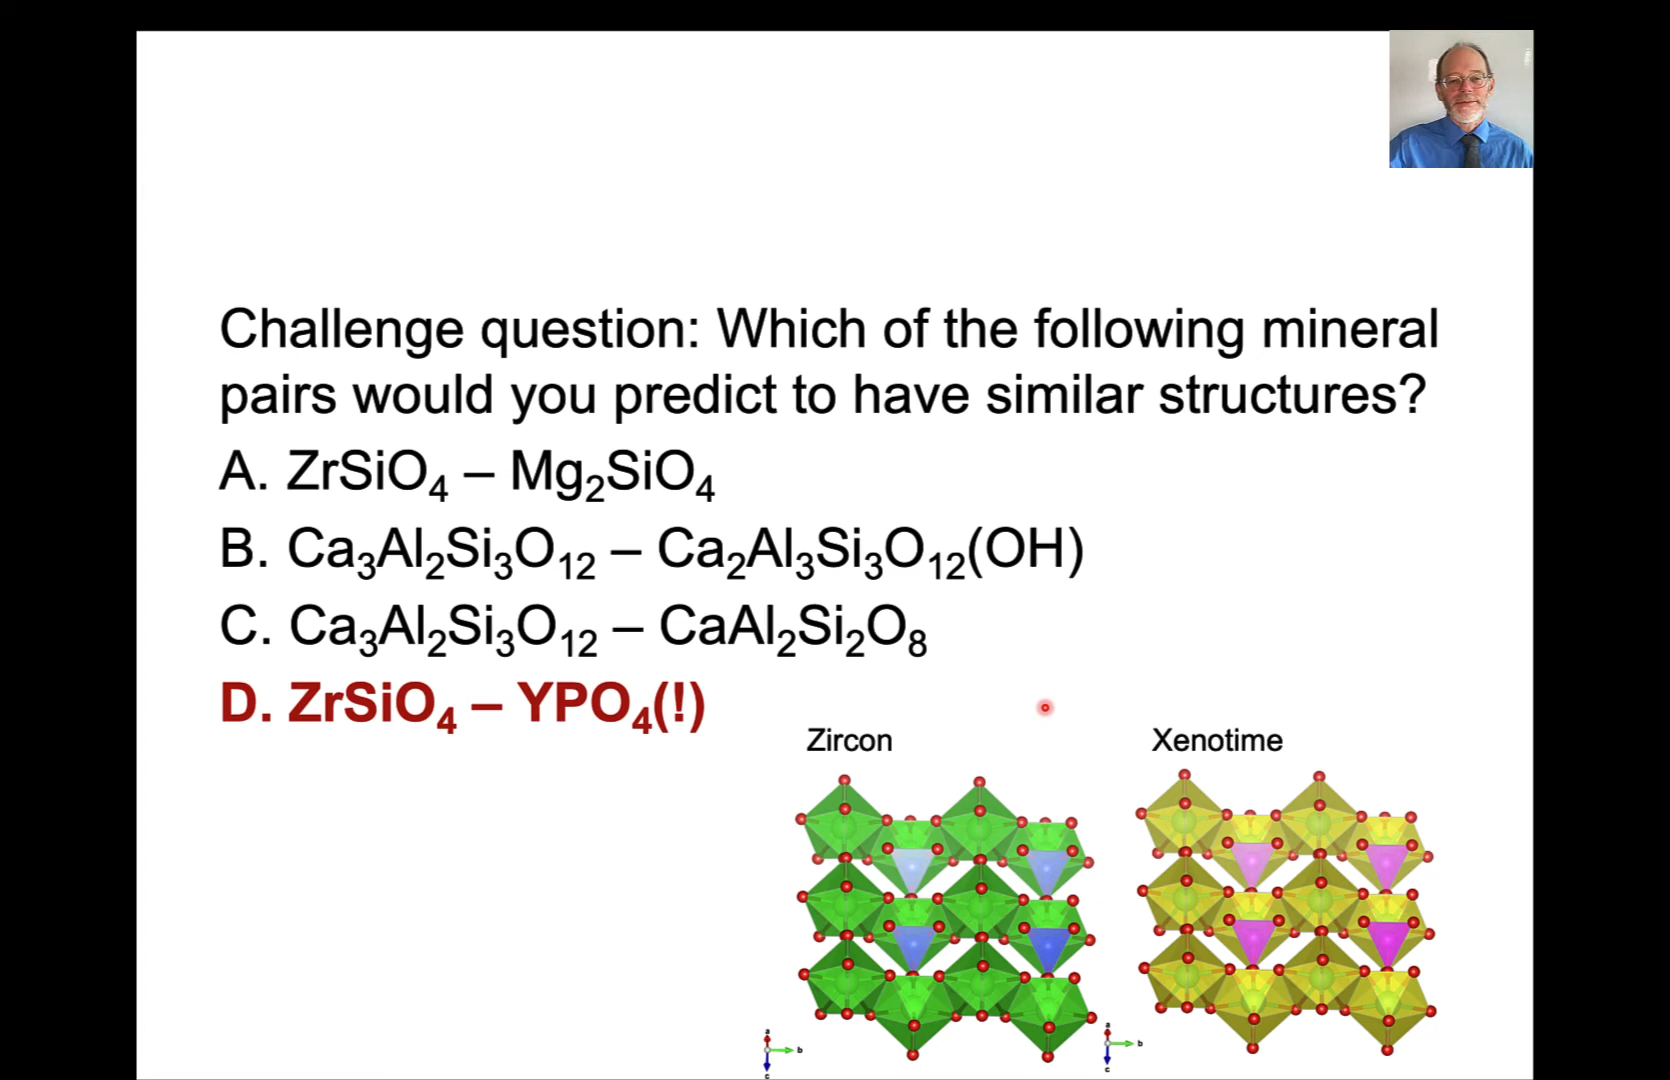 Challenge question: Which of the following mineral
pairs would you predict to have similar structures?
A. ZrSiO₄ – Mg₂SiO₄
B. Ca₃Al₂Si₃O₁₂ – Ca₂Al₃Si₃O₁₂(OH)
C. Ca₃Al₂Si₃O₁₂ – CaAl₂Si₂O₈
D. ZrSiO₄ – YPO₄(!)
Zircon Xenotime
a a
b b
c c